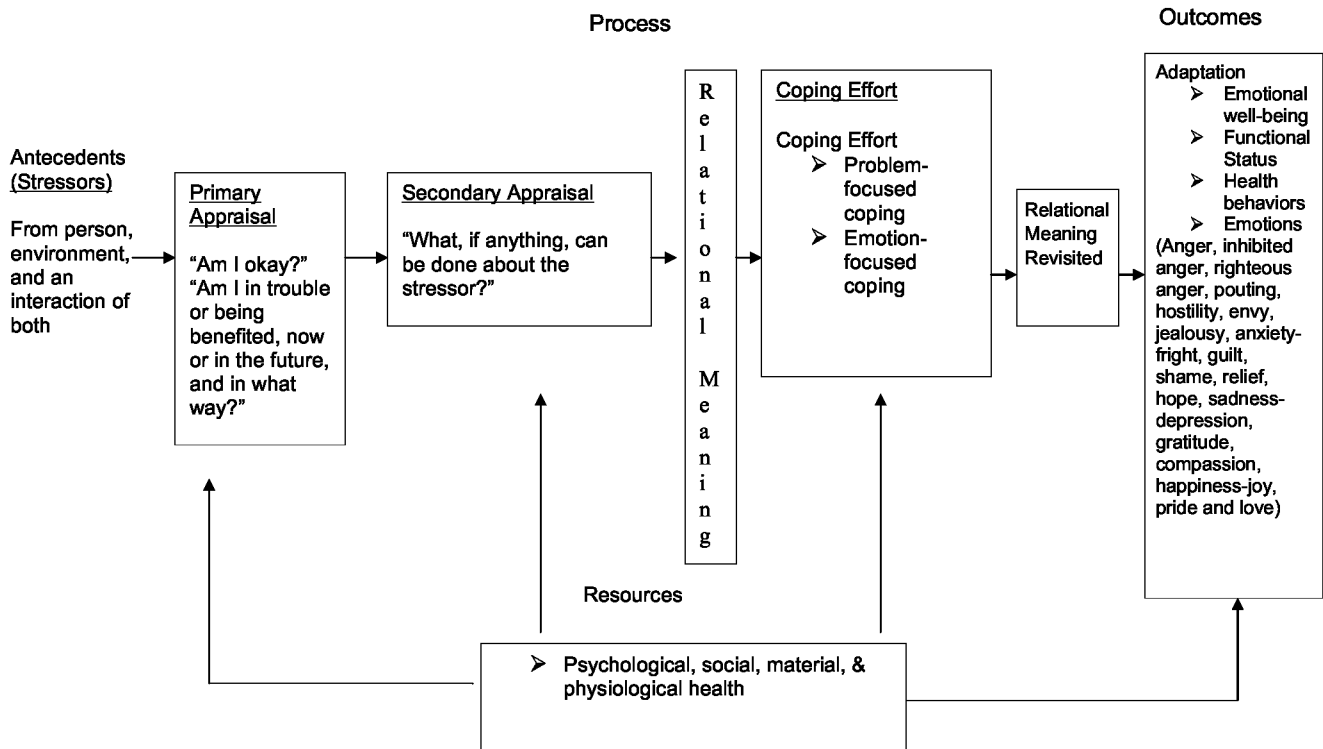 Process
Outcomes
Antecedents
(Stressors)
From person,
environment,
and an
interaction of
both
Primary
Appraisal
“Am I okay?”
“Am I in trouble
or being
benefited, now
or in the future,
and in what
way?”
Secondary Appraisal
“What, if anything, can
be done about the
stressor?”
Relational Meaning
Coping Effort
Coping Effort
➢ Problem-
focused
coping
➢ Emotion-
focused
coping
Relational
Meaning
Revisited
Adaptation
➢ Emotional
well-being
➢ Functional
Status
➢ Health
behaviors
➢ Emotions
(Anger, inhibited
anger, righteous
anger, pouting,
hostility, envy,
jealousy, anxiety-
fright, guilt,
shame, relief,
hope, sadness-
depression,
gratitude,
compassion,
happiness-joy,
pride and love)
Resources
➢ Psychological, social, material, &
physiological health